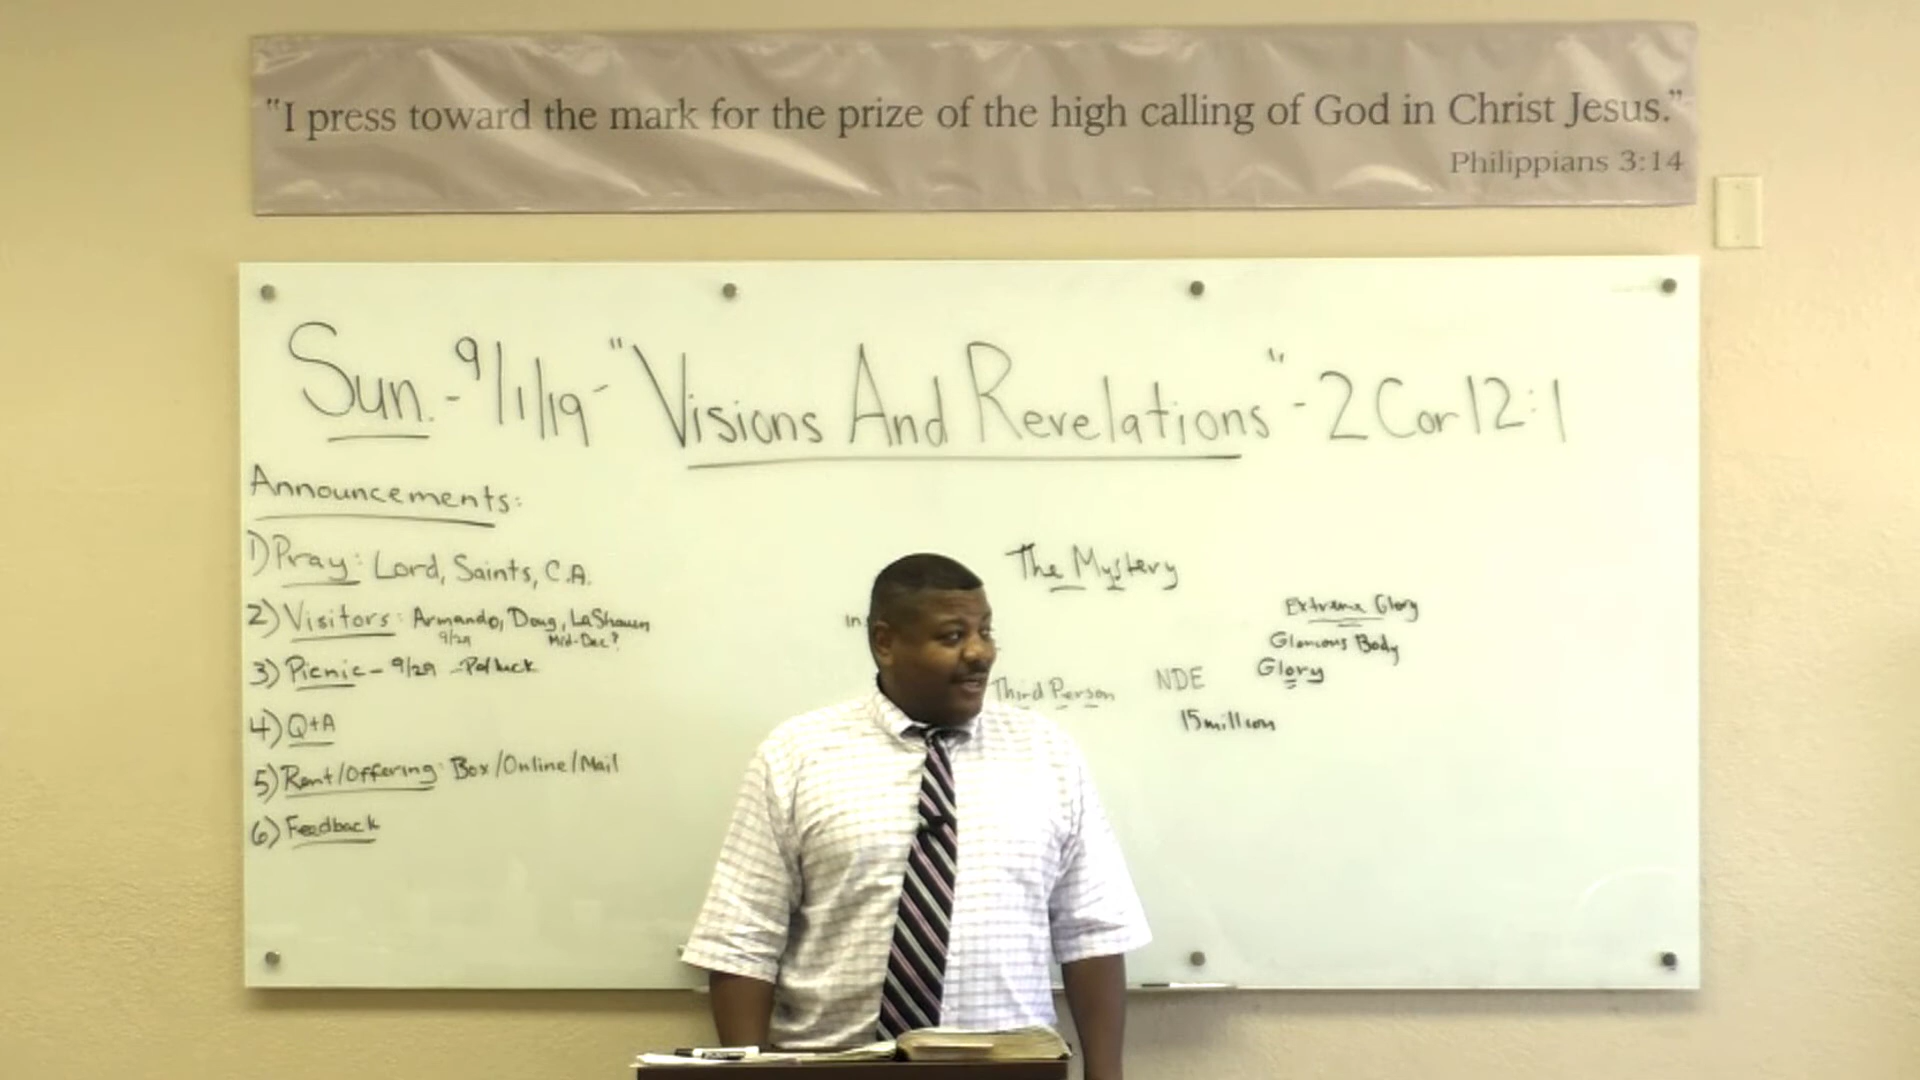 "I press toward the mark for the prize of the high calling of God in Christ Jesus."
Philippians 3:14
Sun. - 9/1/19 - "Visions And Revelations" - 2 Cor 12:1
Announcements:
1) Pray: Lord, Saints, C.A.
2) Visitors: Armando, Doug, LaShawn
9/29 Mid-Dec?
3) Picnic - 9/29 - Potluck
4) Q+A
5) Rent/Offering: Box/Online/Mail
6) Feedback
The Mystery
In
Third Person
NDE
15 million
Extreme Glory
Glorious Body
Glory